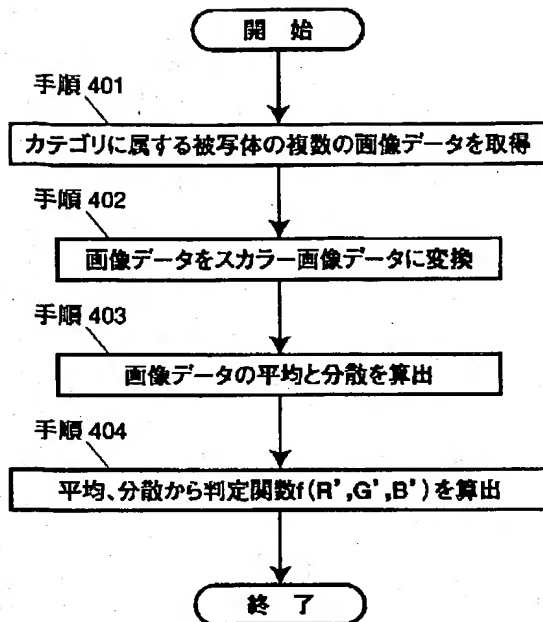 開 始
手順 401
カテゴリに属する被写体の複数の画像データを取得
手順 402
画像データをスカラー画像データに変換
手順 403
画像データの平均と分散を算出
手順 404
平均、分散から判定関数f(R',G',B')を算出
終 了